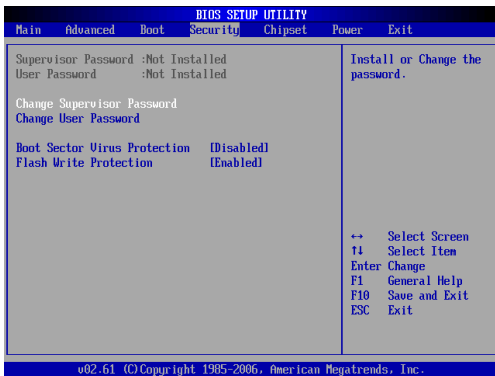 BIOS SETUP UTILITY
Main Advanced Boot Security Chipset Power Exit
Supervisor Password :Not Installed
User Password :Not Installed
Change Supervisor Password
Change User Password
Boot Sector Virus Protection [Disabled]
Flash Write Protection [Enabled]
Install or Change the
password.
↔ Select Screen
↑↓ Select Item
Enter Change
F1 General Help
F10 Save and Exit
ESC Exit
v02.61 (C)Copyright 1985-2006, American Megatrends, Inc.